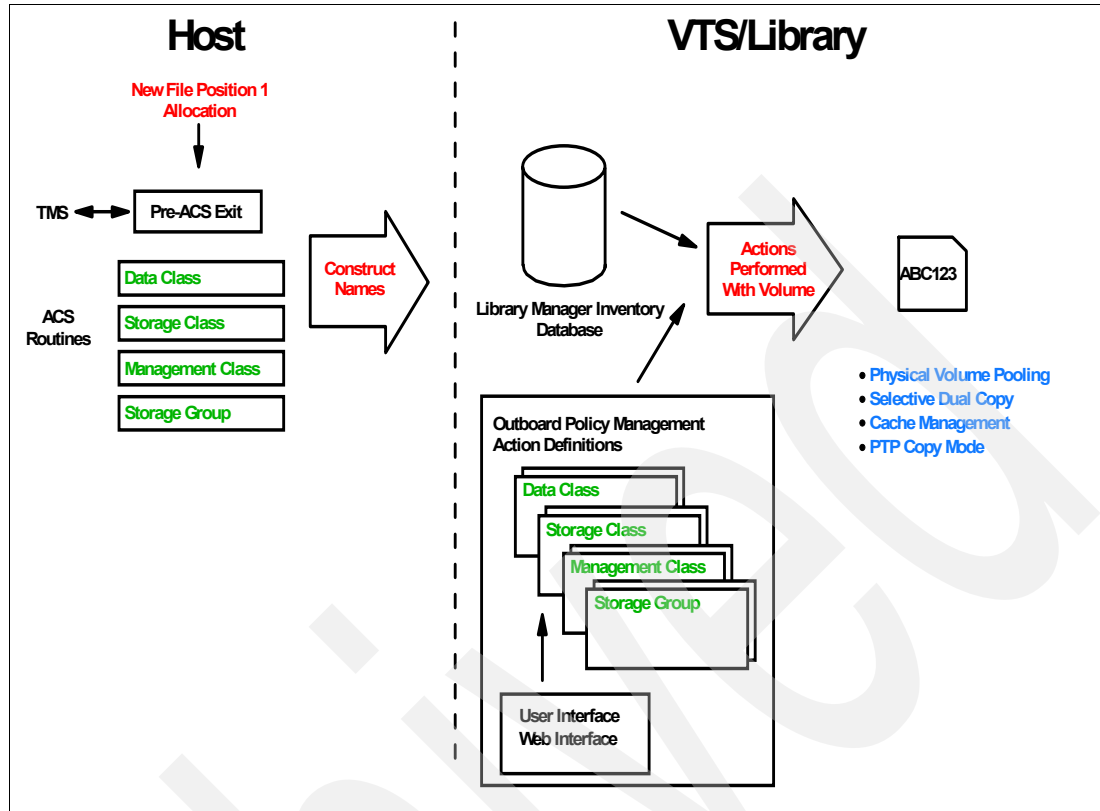 Host
VTS/Library
New File Position 1
Allocation
TMS
Pre-ACS Exit
ACS
Routines
Data Class
Storage Class
Management Class
Storage Group
Construct
Names
Library Manager Inventory
Database
Actions
Performed
With Volume
ABC123
• Physical Volume Pooling
• Selective Dual Copy
• Cache Management
• PTP Copy Mode
Outboard Policy Management
Action Definitions
Data Class
Storage Class
Management Class
Storage Group
User Interface
Web Interface